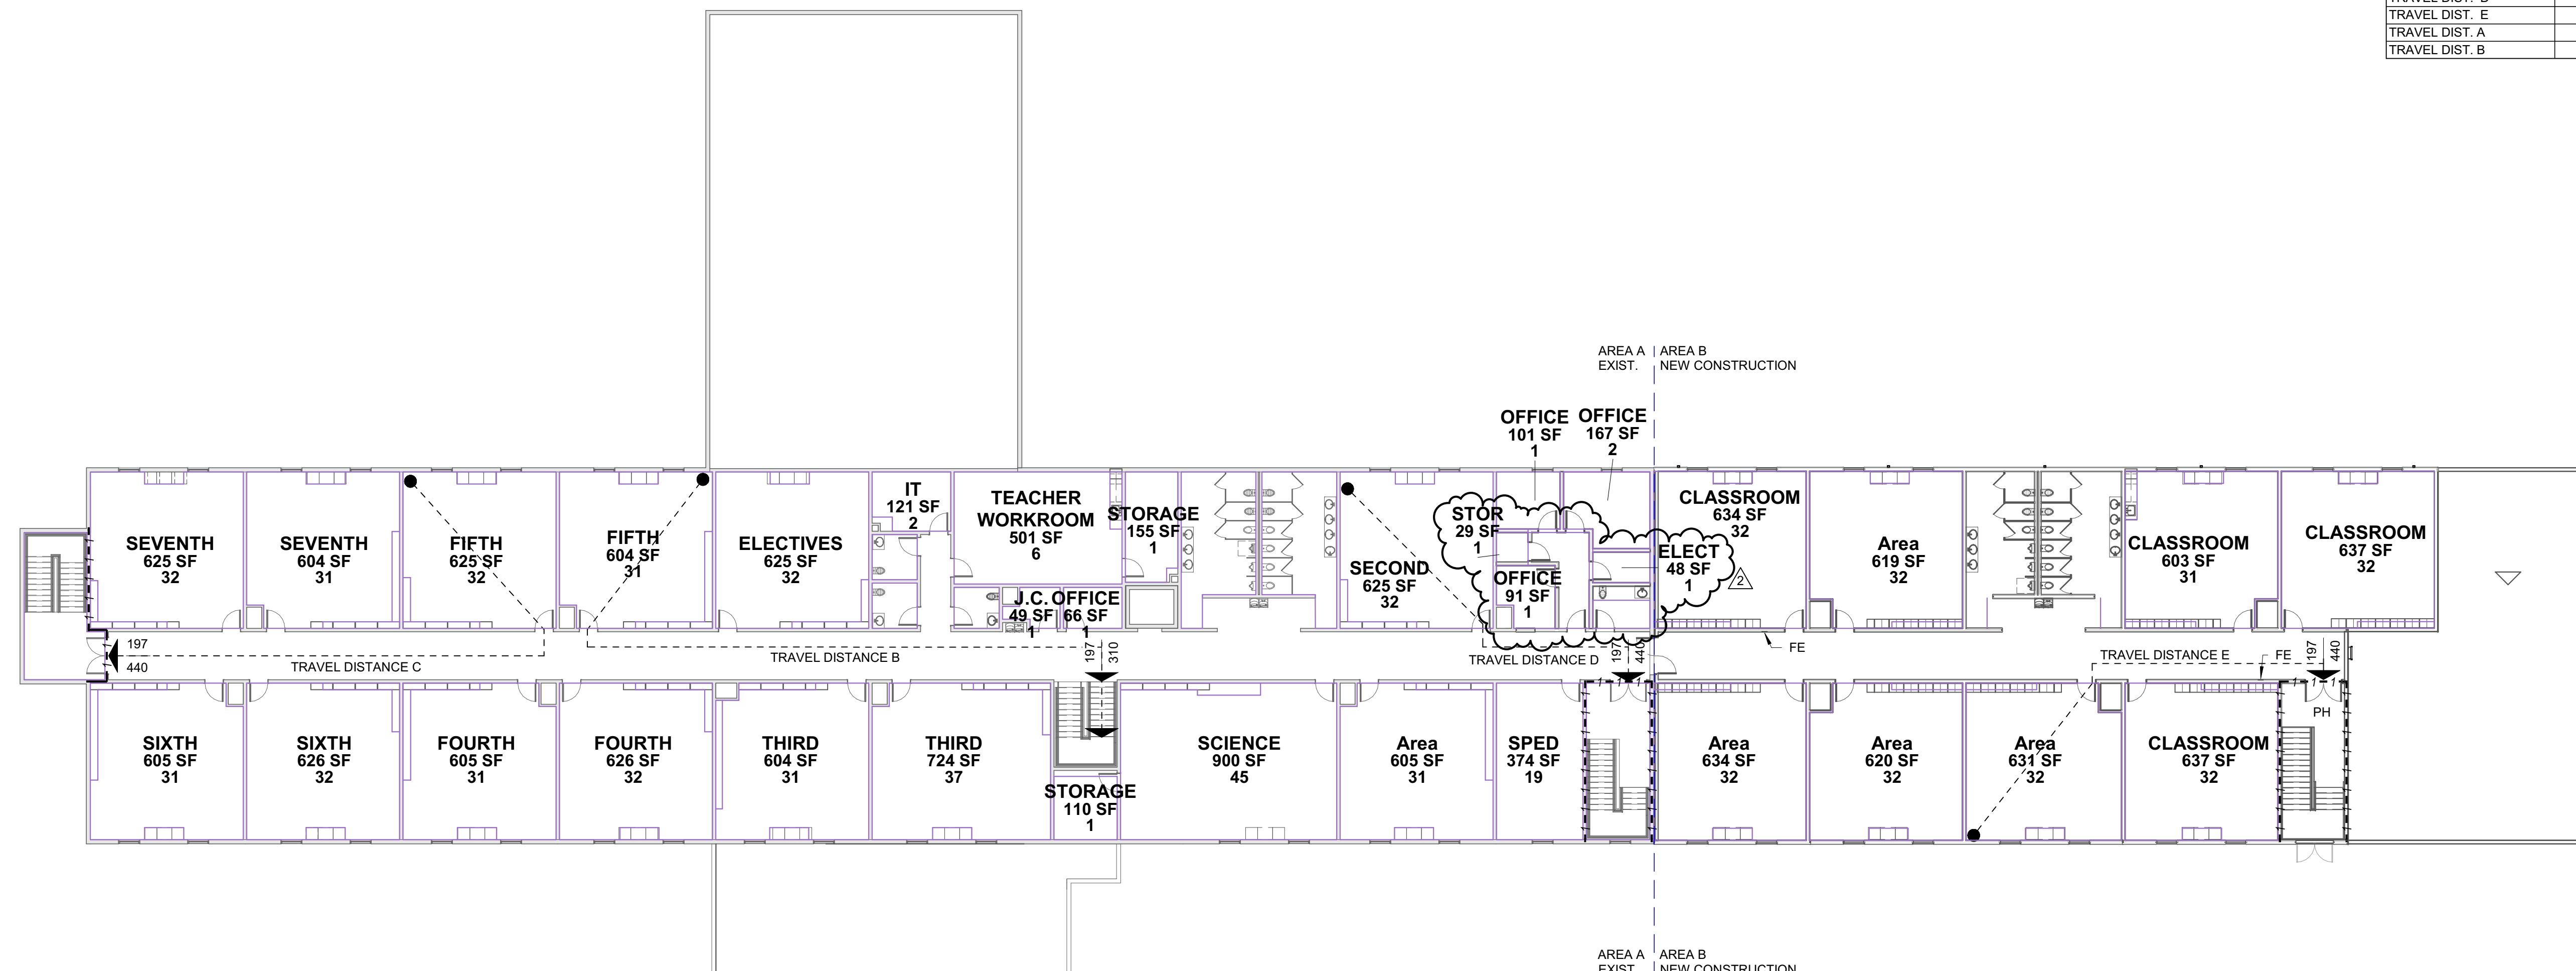 TRAVEL DIST. D
TRAVEL DIST. E
TRAVEL DIST. A
TRAVEL DIST. B
AREA A
EXIST.
AREA B
NEW CONSTRUCTION
OFFICE
101 SF
1
OFFICE
167 SF
2
SEVENTH
625 SF
32
SEVENTH
604 SF
31
FIFTH
625 SF
32
FIFTH
604 SF
31
ELECTIVES
625 SF
32
IT
121 SF
2
TEACHER
WORKROOM
501 SF
6
STORAGE
155 SF
1
J.C.
49 SF
1
OFFICE
66 SF
1
SECOND
625 SF
32
STOR
29 SF
1
OFFICE
91 SF
1
ELECT
48 SF
1
2
CLASSROOM
634 SF
32
Area
619 SF
32
CLASSROOM
603 SF
31
CLASSROOM
637 SF
32
197
440
TRAVEL DISTANCE C
TRAVEL DISTANCE B
197
310
TRAVEL DISTANCE D
197
440
FE
TRAVEL DISTANCE E
FE
197
440
PH
SIXTH
605 SF
31
SIXTH
626 SF
32
FOURTH
605 SF
31
FOURTH
626 SF
32
THIRD
604 SF
31
THIRD
724 SF
37
STORAGE
110 SF
1
SCIENCE
900 SF
45
Area
605 SF
31
SPED
374 SF
19
Area
634 SF
32
Area
620 SF
32
Area
631 SF
32
CLASSROOM
637 SF
32
AREA A
EXIST.
AREA B
NEW CONSTRUCTION